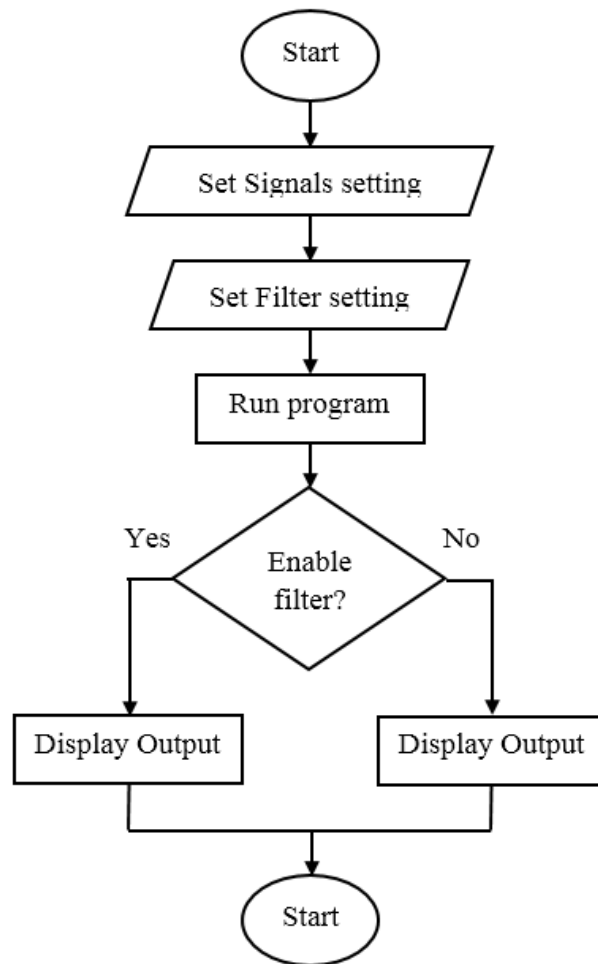 Start
Set Signals setting
Set Filter setting
Run program
Yes
No
Enable
filter?
Display Output
Display Output
Start